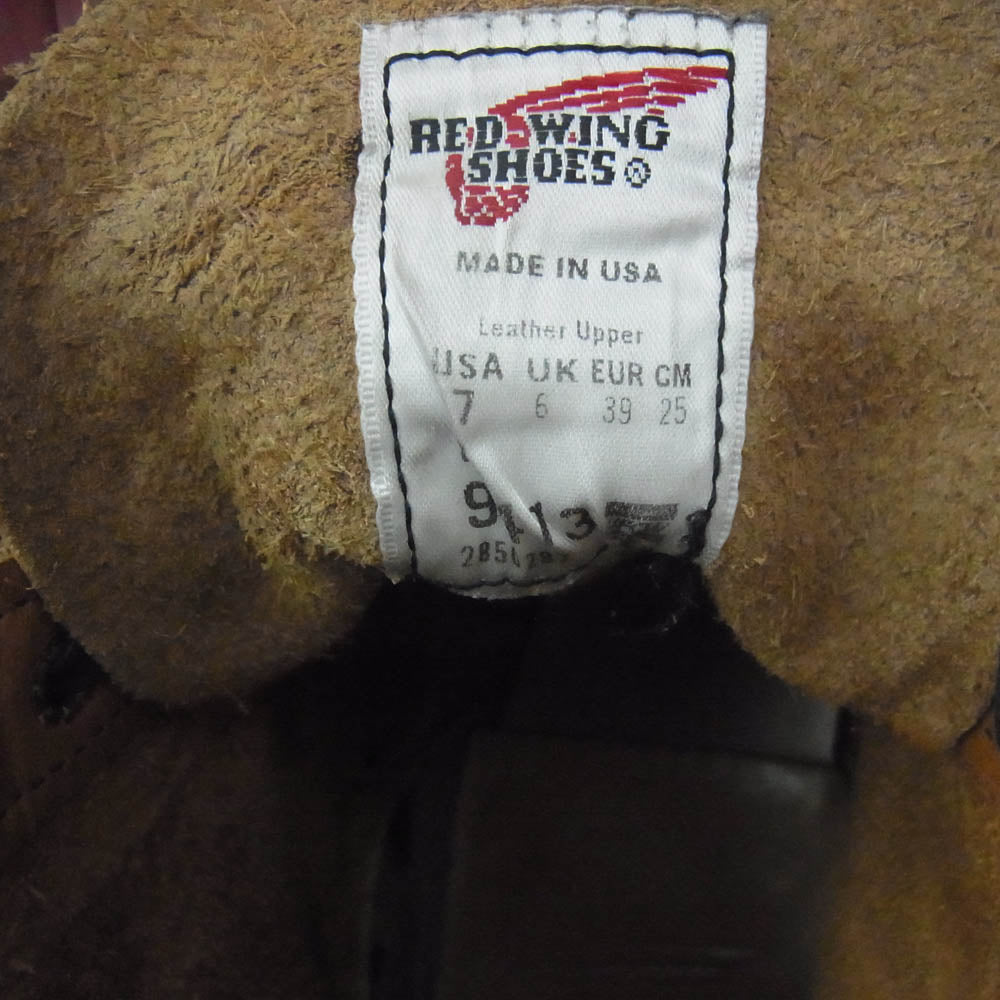 RED WING
SHOES ®
MADE IN USA
Leather Upper
USA UK EUR CM
7 6 39 25